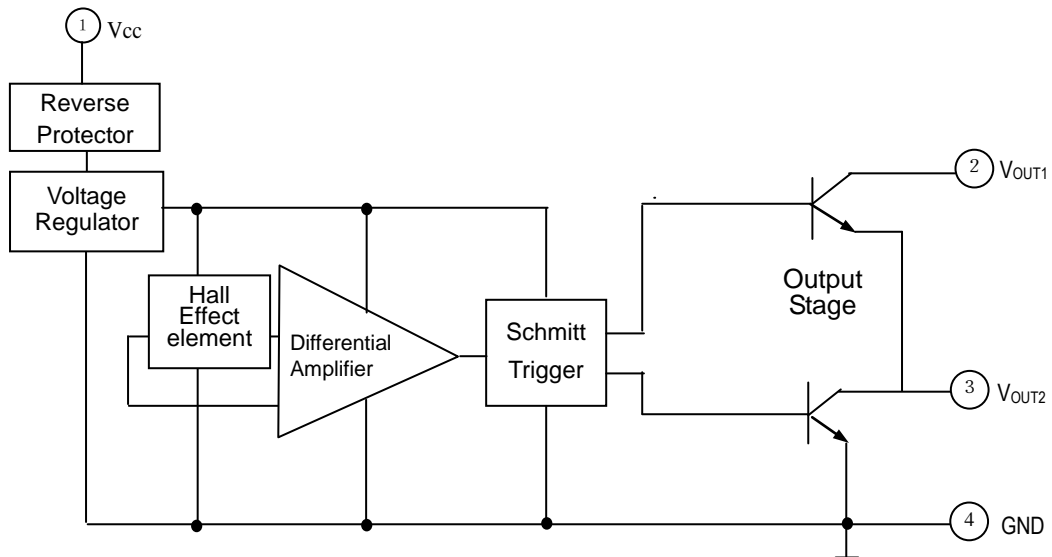 1 Vcc
Reverse
Protector
Voltage
Regulator
Hall
Effect
element
Differential
Amplifier
Schmitt
Trigger
Output
Stage
2 VOUT1
3 VOUT2
4 GND